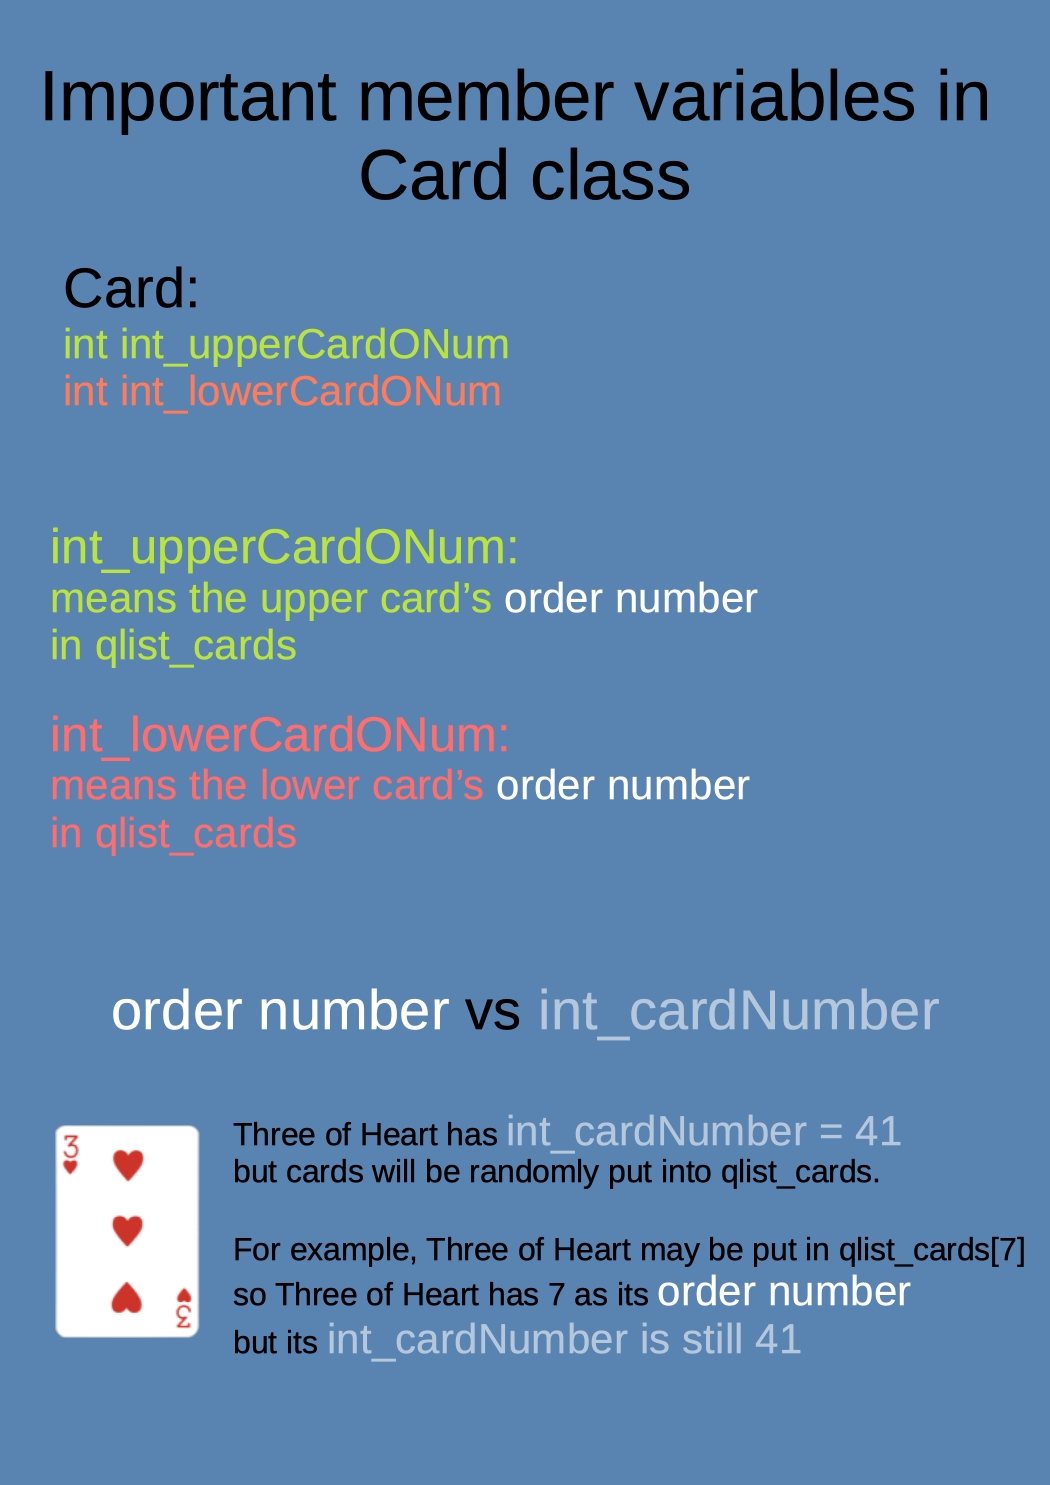 Important member variables in
Card class
Card:
int int_upperCardONum
int int_lowerCardONum
int_upperCardONum:
means the upper card’s order number
in qlist_cards
int_lowerCardONum:
means the lower card’s order number
in qlist_cards
order number vs int_cardNumber
3
3
Three of Heart has int_cardNumber = 41
but cards will be randomly put into qlist_cards.
For example, Three of Heart may be put in qlist_cards[7]
so Three of Heart has 7 as its order number
but its int_cardNumber is still 41